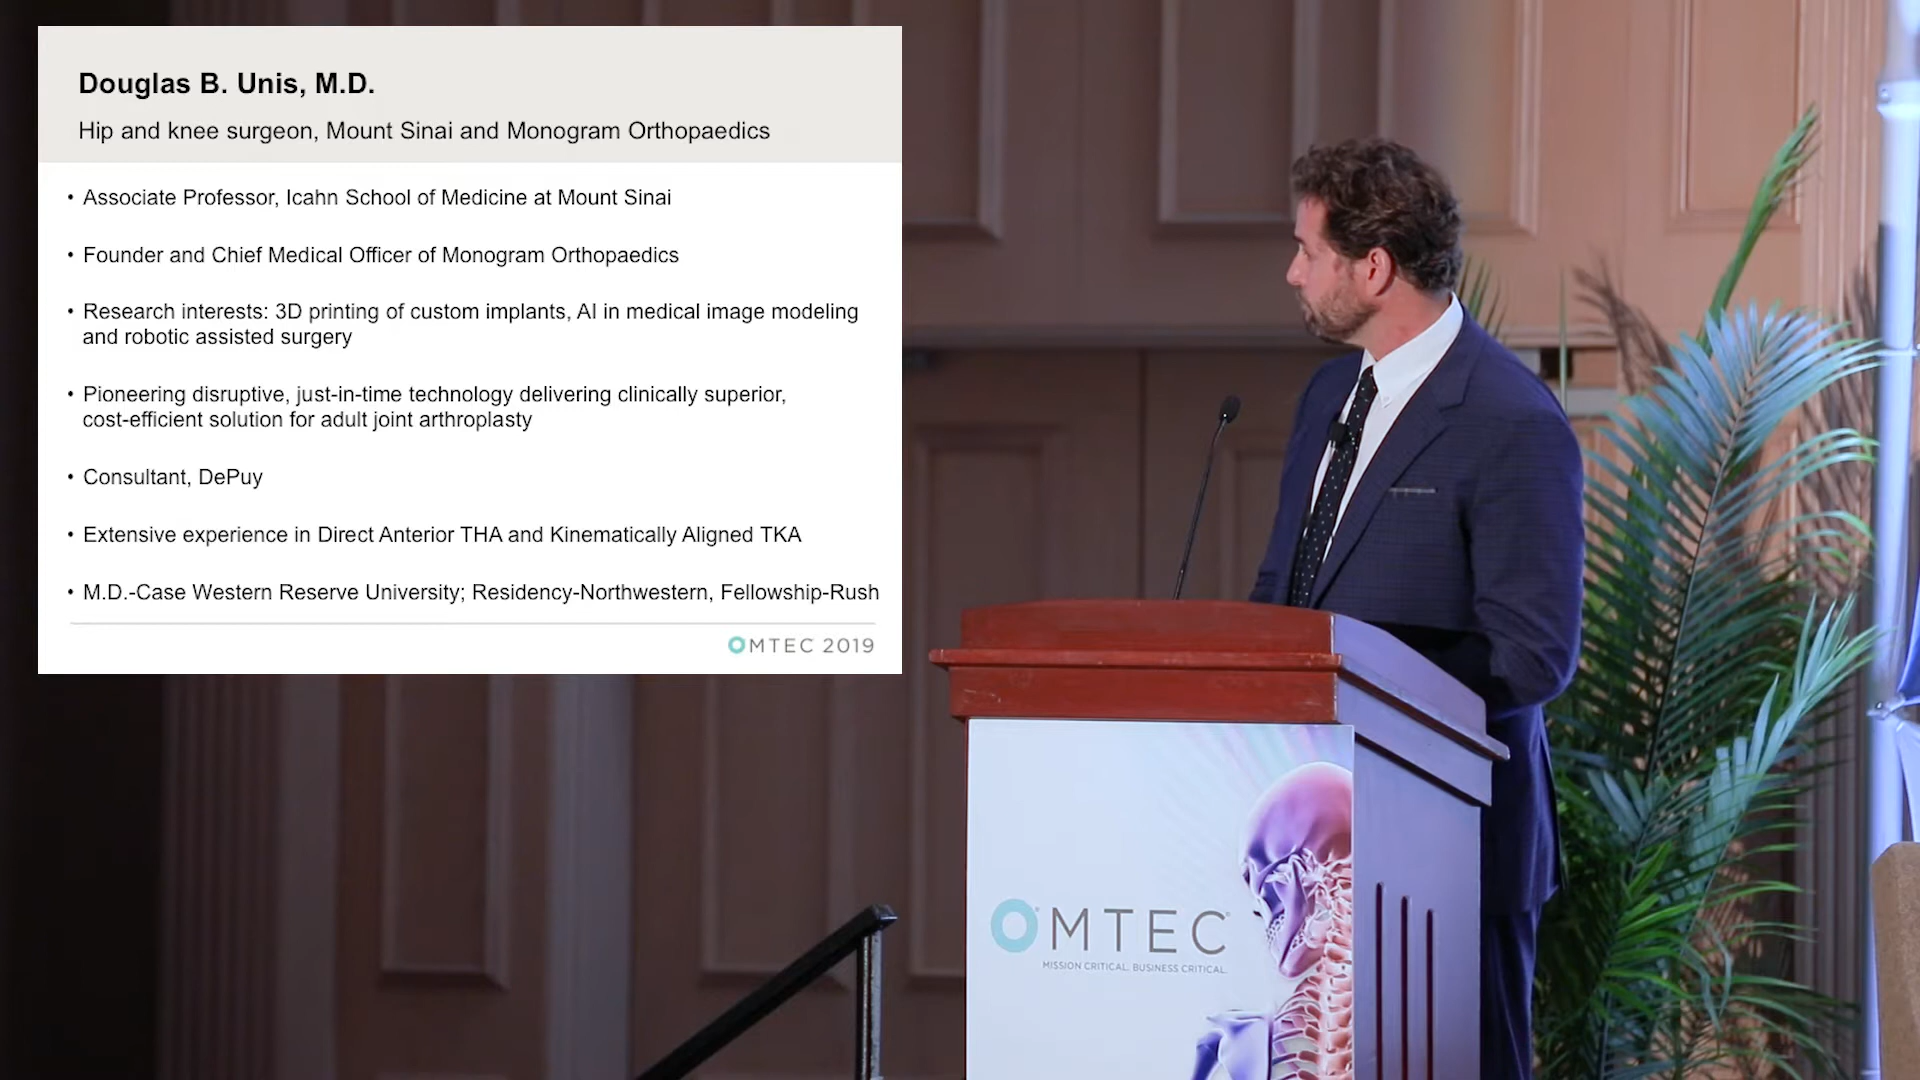 Douglas B. Unis, M.D.
Hip and knee surgeon, Mount Sinai and Monogram Orthopaedics
• Associate Professor, Icahn School of Medicine at Mount Sinai
• Founder and Chief Medical Officer of Monogram Orthopaedics
• Research interests: 3D printing of custom implants, AI in medical image modeling
and robotic assisted surgery
• Pioneering disruptive, just-in-time technology delivering clinically superior,
cost-efficient solution for adult joint arthroplasty
• Consultant, DePuy
• Extensive experience in Direct Anterior THA and Kinematically Aligned TKA
• M.D.-Case Western Reserve University; Residency-Northwestern, Fellowship-Rush
OMTEC 2019
OMTEC
MISSION CRITICAL. BUSINESS CRITICAL.